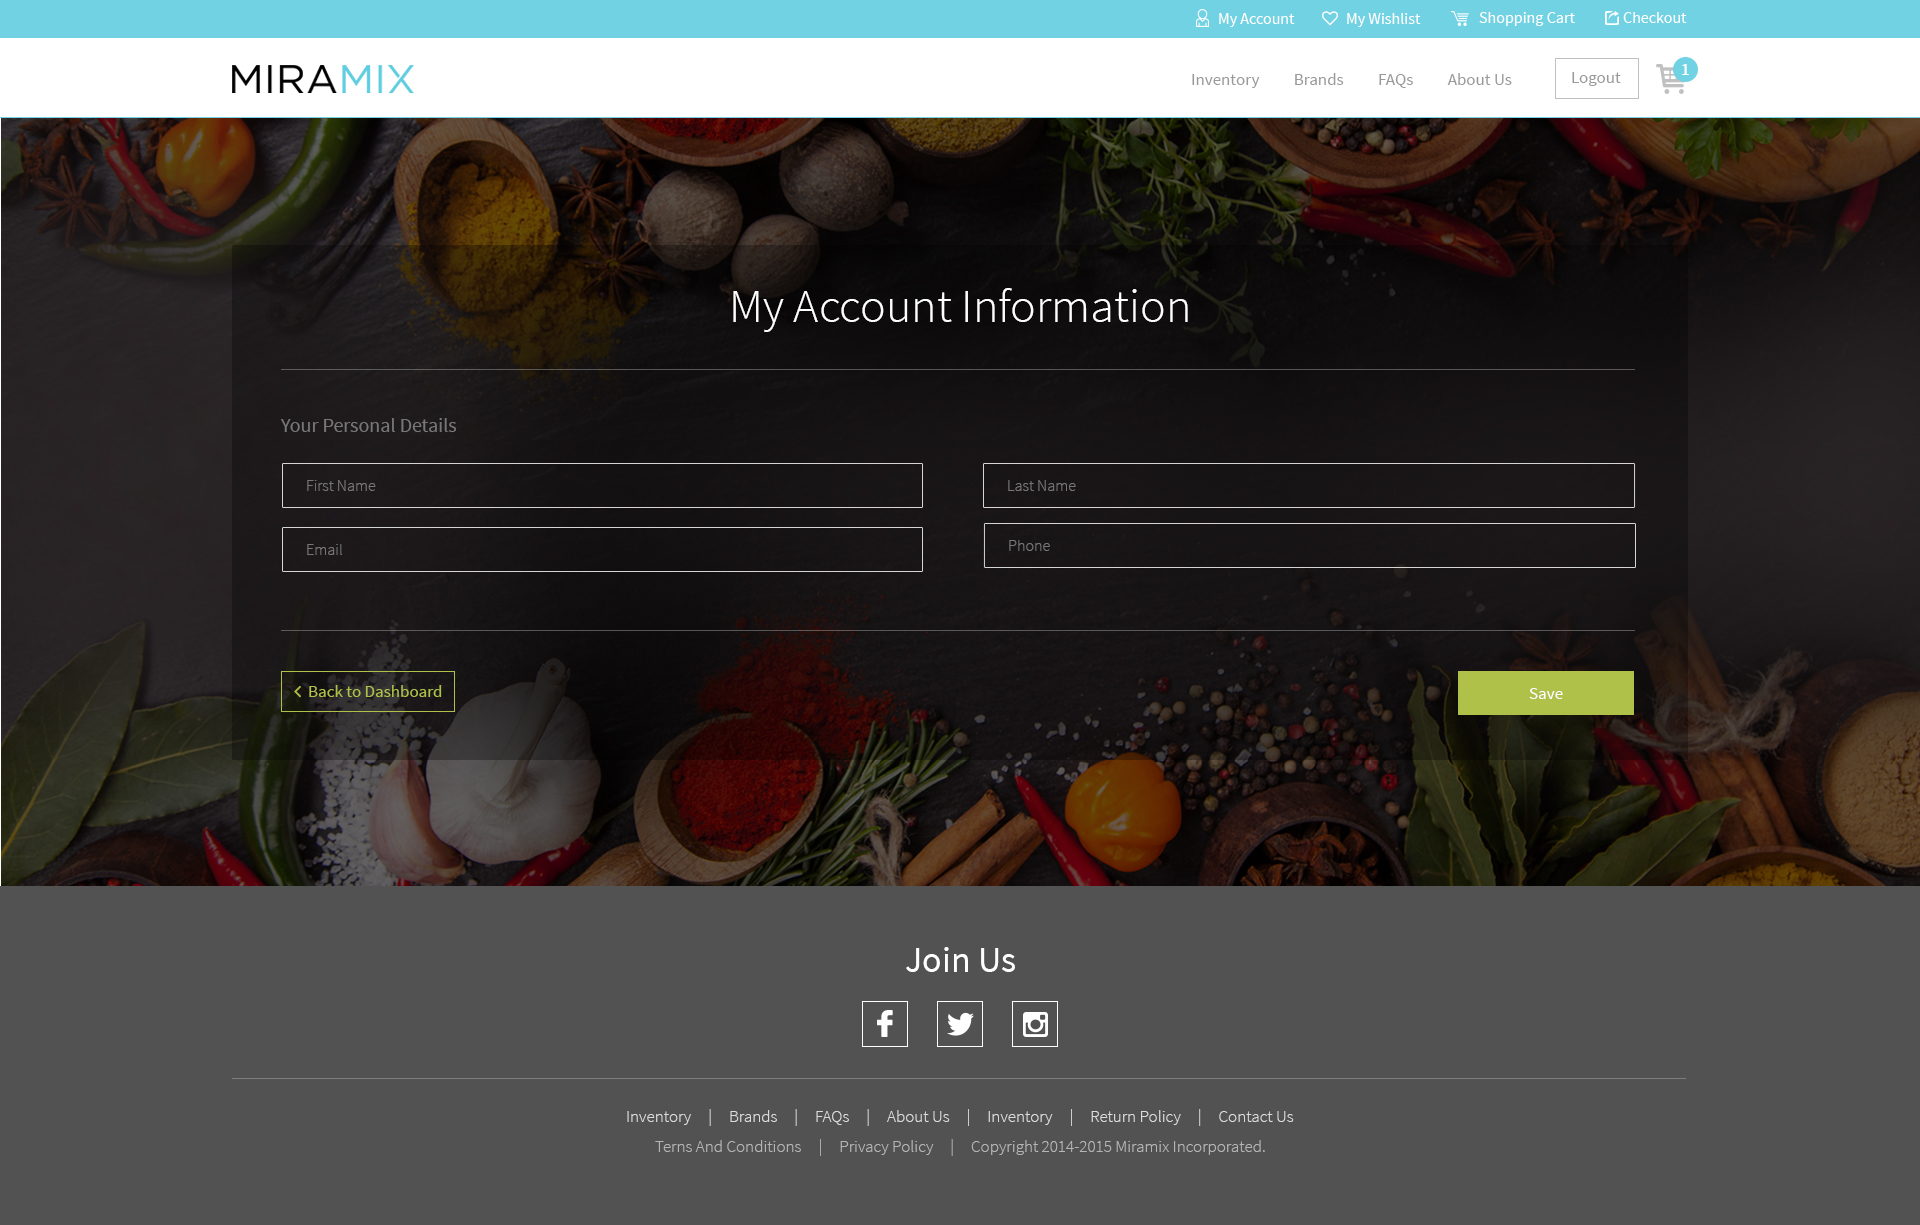 My Account My Wishlist Shopping Cart Checkout
MIRAMIX Inventory Brands FAQs About Us Logout 1
My Account Information
Your Personal Details
First Name Last Name
Email Phone
< Back to Dashboard Save
Join Us
Inventory | Brands | FAQs | About Us | Inventory | Return Policy | Contact Us
Terns And Conditions | Privacy Policy | Copyright 2014-2015 Miramix Incorporated.